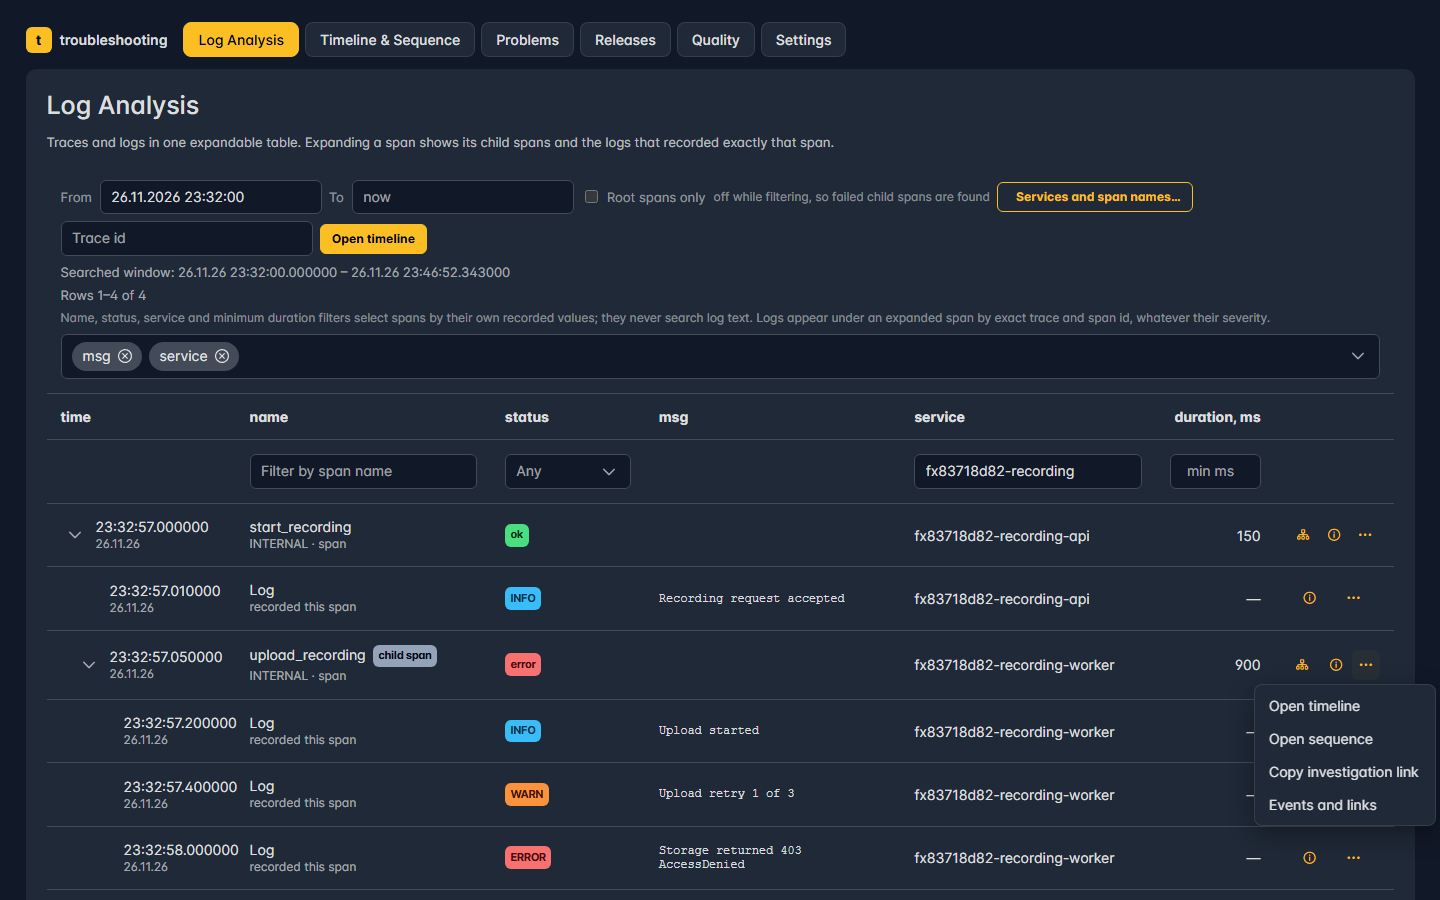 t troubleshooting Log Analysis Timeline & Sequence Problems Releases Quality Settings
Log Analysis
Traces and logs in one expandable table. Expanding a span shows its child spans and the logs that recorded exactly that span.
From 26.11.2026 23:32:00 To now Root spans only off while filtering, so failed child spans are found Services and span names...
Trace id Open timeline
Searched window: 26.11.26 23:32:00.000000 – 26.11.26 23:46:52.343000
Rows 1–4 of 4
Name, status, service and minimum duration filters select spans by their own recorded values; they never search log text. Logs appear under an expanded span by exact trace and span id, whatever their severity.
msg service
time name status msg service duration, ms
Filter by span name Any fx83718d82-recording min ms
23:32:57.000000 start_recording ok fx83718d82-recording-api 150
26.11.26 INTERNAL · span
23:32:57.010000 Log INFO Recording request accepted fx83718d82-recording-api —
26.11.26 recorded this span
23:32:57.050000 upload_recording child span error fx83718d82-recording-worker 900
26.11.26 INTERNAL · span
Open timeline
Open sequence
Copy investigation link
Events and links
23:32:57.200000 Log INFO Upload started fx83718d82-recording-worker —
26.11.26 recorded this span
23:32:57.400000 Log WARN Upload retry 1 of 3 fx83718d82-recording-worker —
26.11.26 recorded this span
23:32:58.000000 Log ERROR Storage returned 403 fx83718d82-recording-worker —
26.11.26 recorded this span AccessDenied